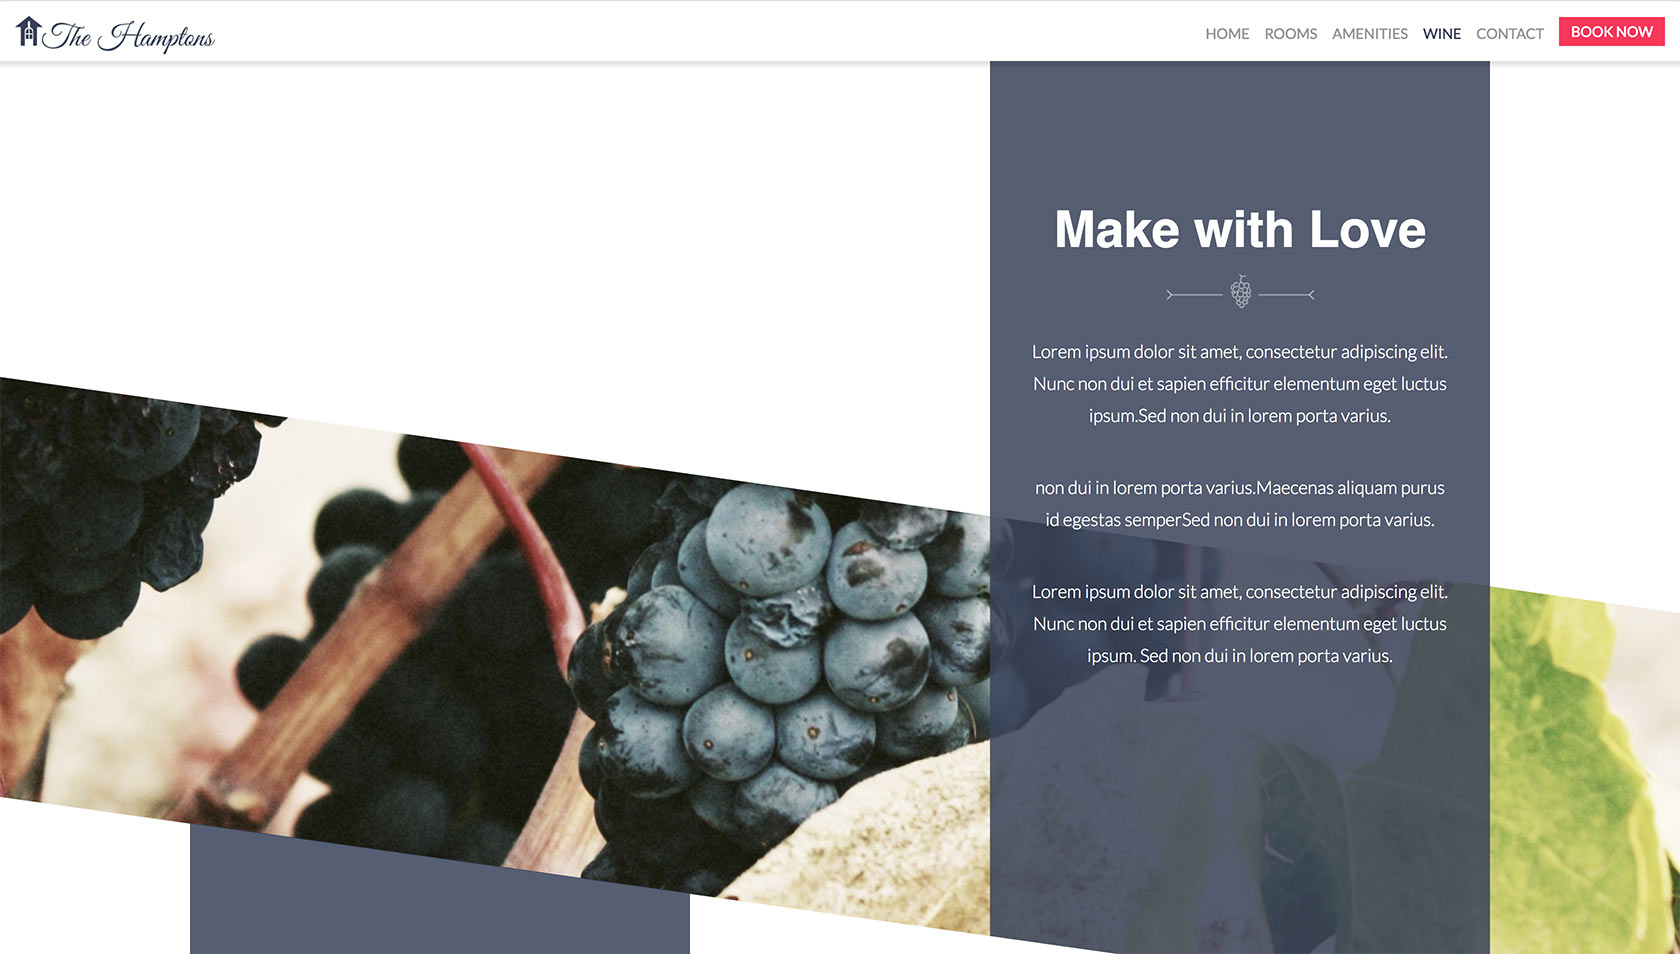 The Hamptons
HOME ROOMS AMENITIES WINE CONTACT BOOK NOW
Make with Love
Lorem ipsum dolor sit amet, consectetur adipiscing elit.
Nunc non dui et sapien efficitur elementum eget luctus
ipsum.Sed non dui in lorem porta varius.
non dui in lorem porta varius.Maecenas aliquam purus
id egestas semperSed non dui in lorem porta varius.
Lorem ipsum dolor sit amet, consectetur adipiscing elit.
Nunc non dui et sapien efficitur elementum eget luctus
ipsum. Sed non dui in lorem porta varius.